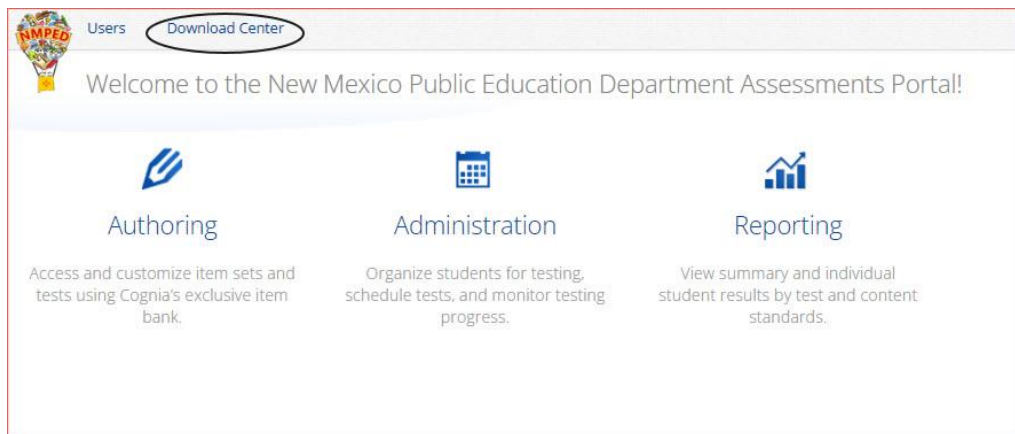 NMPED
Users
Download Center
Welcome to the New Mexico Public Education Department Assessments Portal!
Authoring
Access and customize item sets and
tests using Cognia's exclusive item
bank.
Administration
Organize students for testing,
schedule tests, and monitor testing
progress.
Reporting
View summary and individual
student results by test and content
standards.